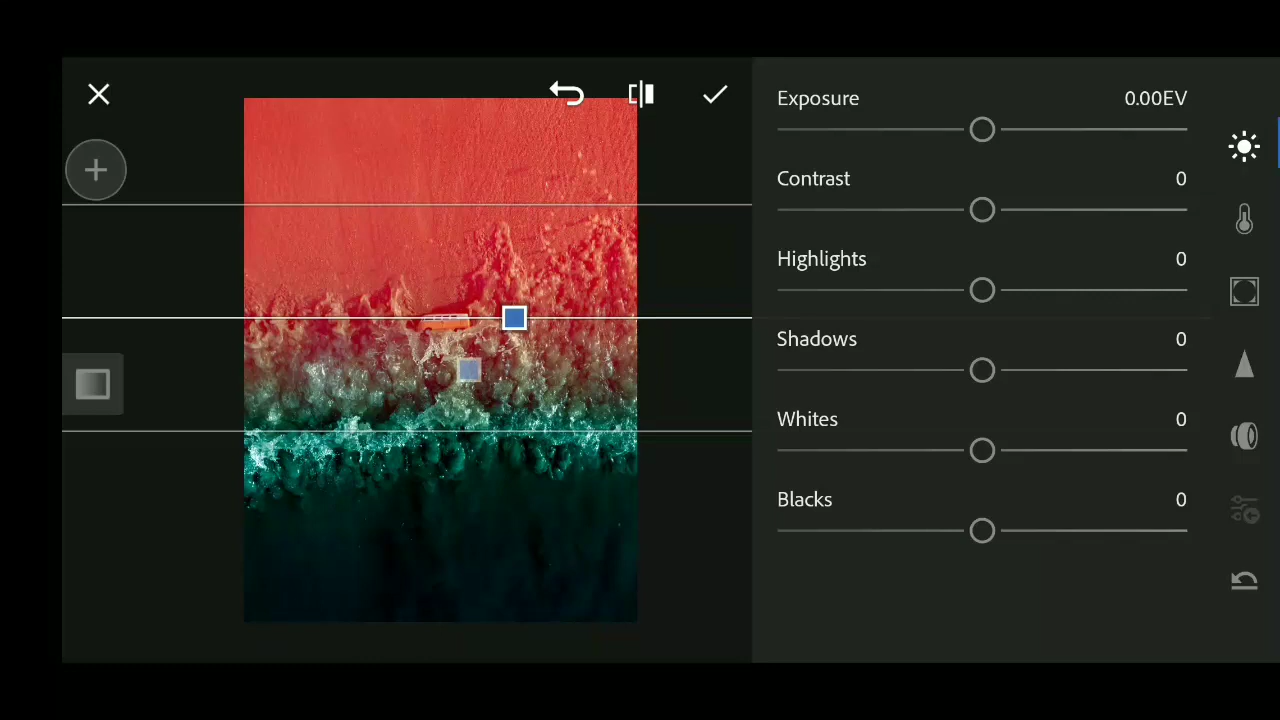 Exposure 0.00EV
Contrast 0
Highlights 0
Shadows 0
Whites 0
Blacks 0